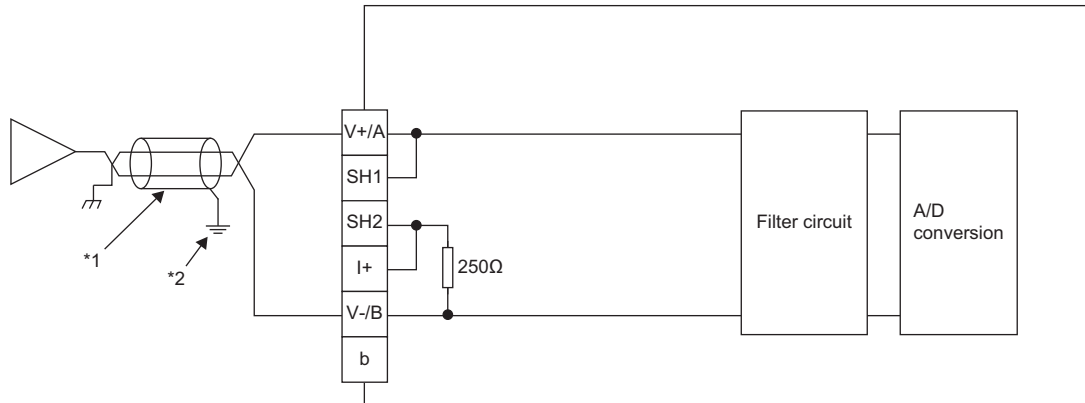 V+/A
SH1
SH2
I+
V-/B
b
250Ω
Filter circuit
A/D
conversion
*1
*2